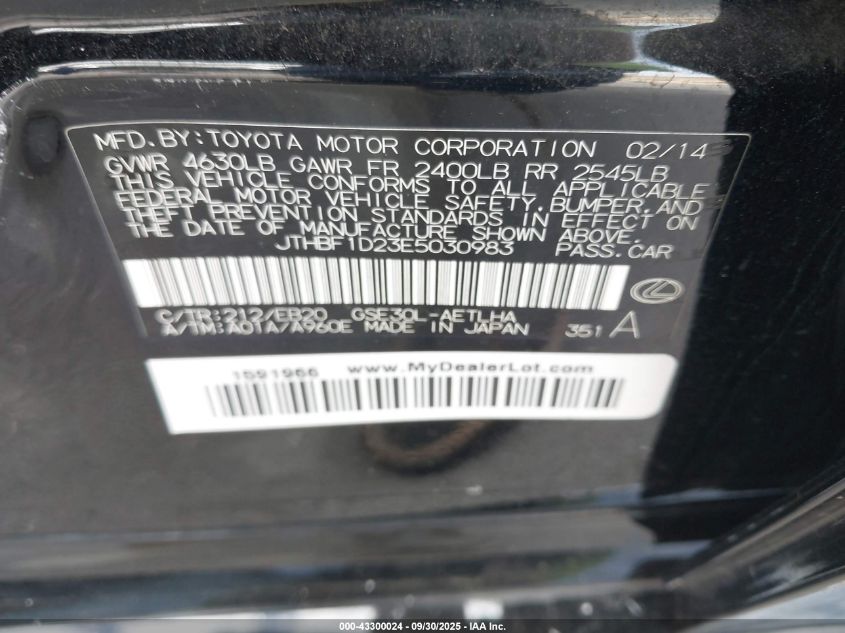 MFD.BY:TOYOTA MOTOR CORPORATION 02/14
GVWR 4630LB GAWR FR 2400LB RR 2545LB
THIS VEHICLE CONFORMS TO ALL APPLICABLE
FEDERAL MOTOR VEHICLE SAFETY, BUMPER, AND
THEFT PREVENTION STANDARDS IN EFFECT ON
THE DATE OF MANUFACTURE SHOWN ABOVE.
JTHBF1D23E5030983 PASS.CAR
C/TR:212/EB20 GSE30L-AETLHA
A/TM:A01A/A960E MADE IN JAPAN 351 A
1591966 www.MyDealerLot.com
000-43300024 - 09/30/2025 - IAA Inc.